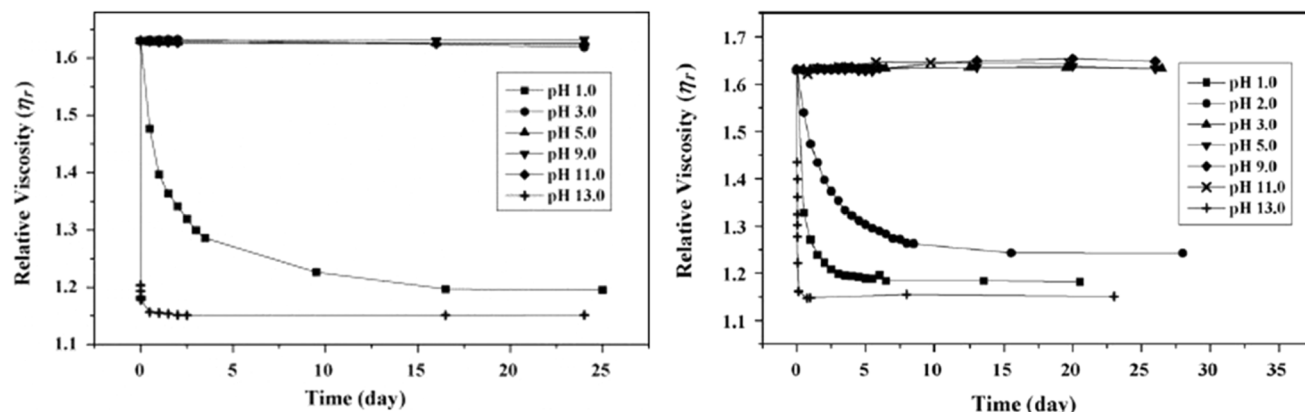 1.6
1.5
1.4
1.3
1.2
1.1
Relative Viscosity (ηr)
pH 1.0
pH 3.0
pH 5.0
pH 9.0
pH 11.0
pH 13.0
0 5 10 15 20 25
Time (day)
1.7
1.6
1.5
1.4
1.3
1.2
1.1
Relative Viscosity (ηr)
pH 1.0
pH 2.0
pH 3.0
pH 5.0
pH 9.0
pH 11.0
pH 13.0
0 5 10 15 20 25 30 35
Time (day)